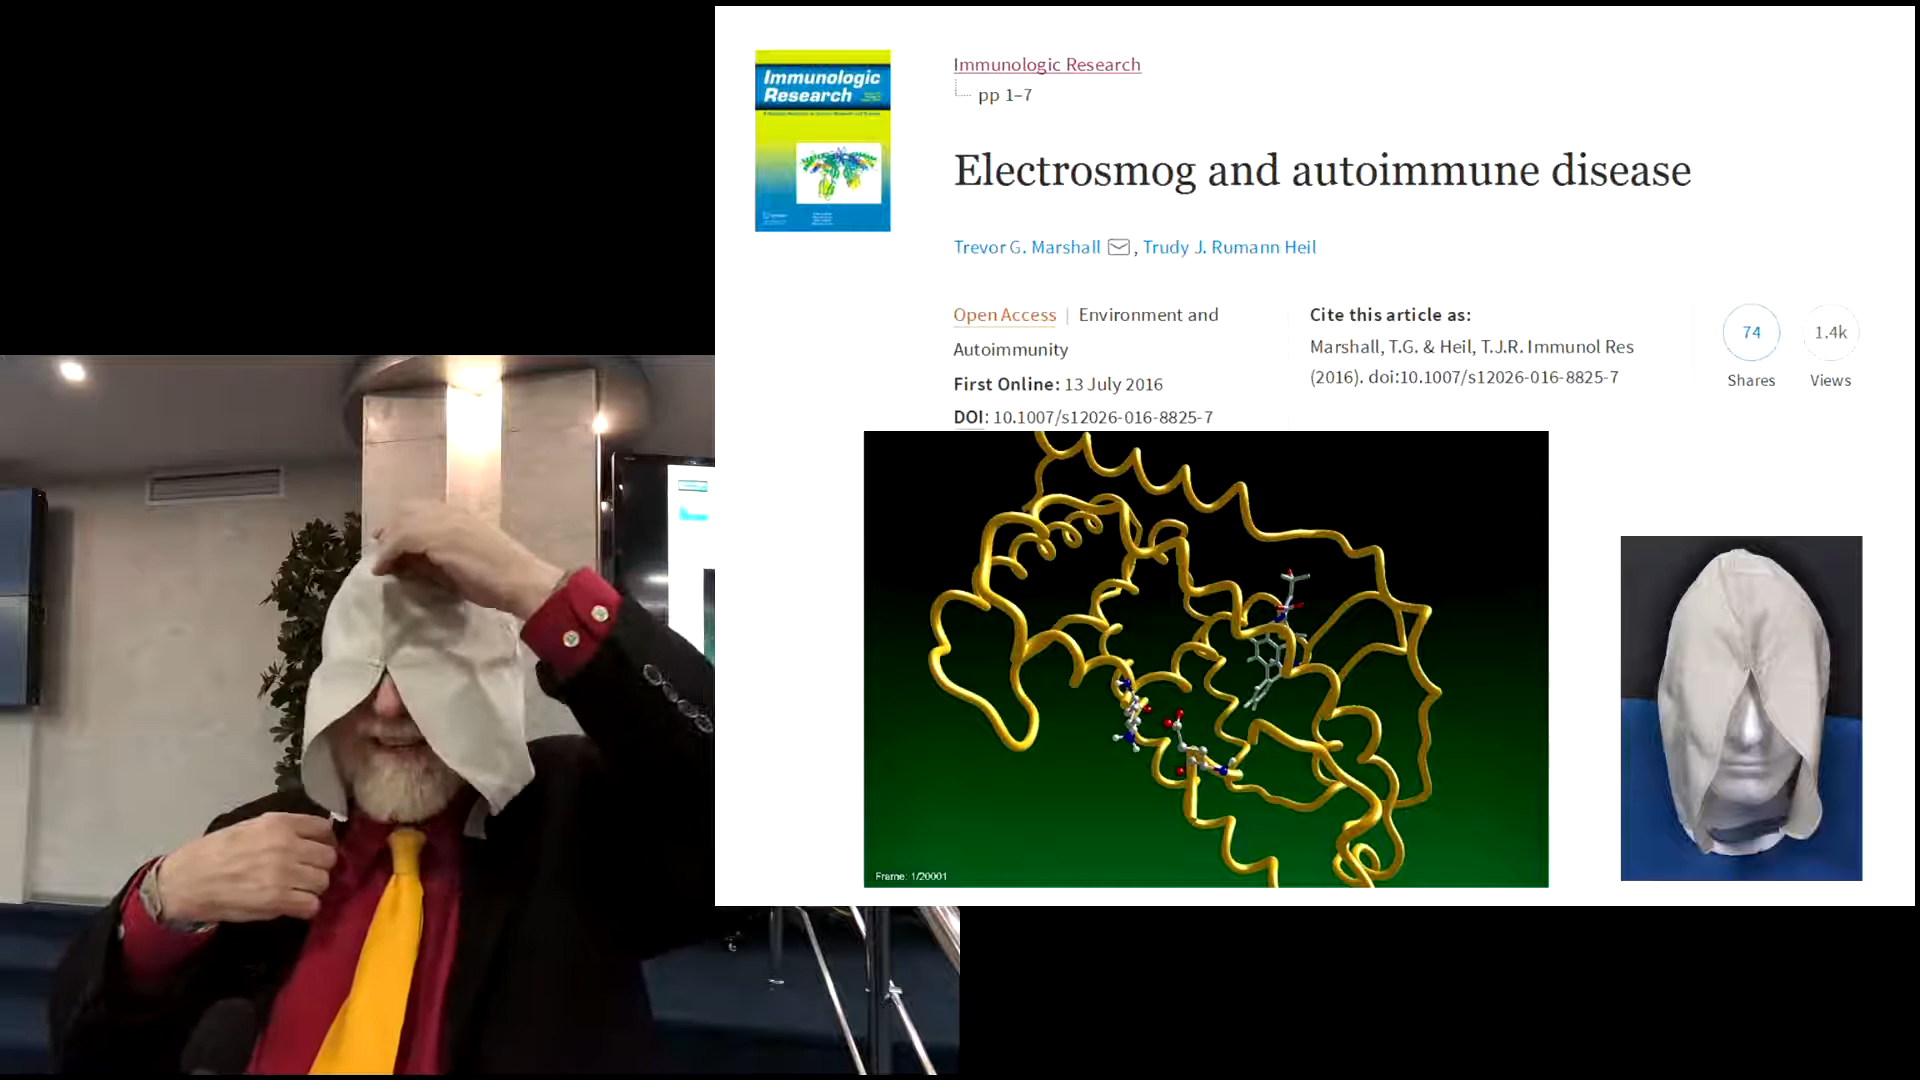 Immunologic
Research
Immunologic Research
pp 1–7
Electrosmog and autoimmune disease
Trevor G. Marshall , Trudy J. Rumann Heil
Open Access | Environment and
Autoimmunity
First Online: 13 July 2016
DOI: 10.1007/s12026-016-8825-7
Cite this article as:
Marshall, T.G. & Heil, T.J.R. Immunol Res
(2016). doi:10.1007/s12026-016-8825-7
74
Shares
1.4k
Views
Frame: 1/20001